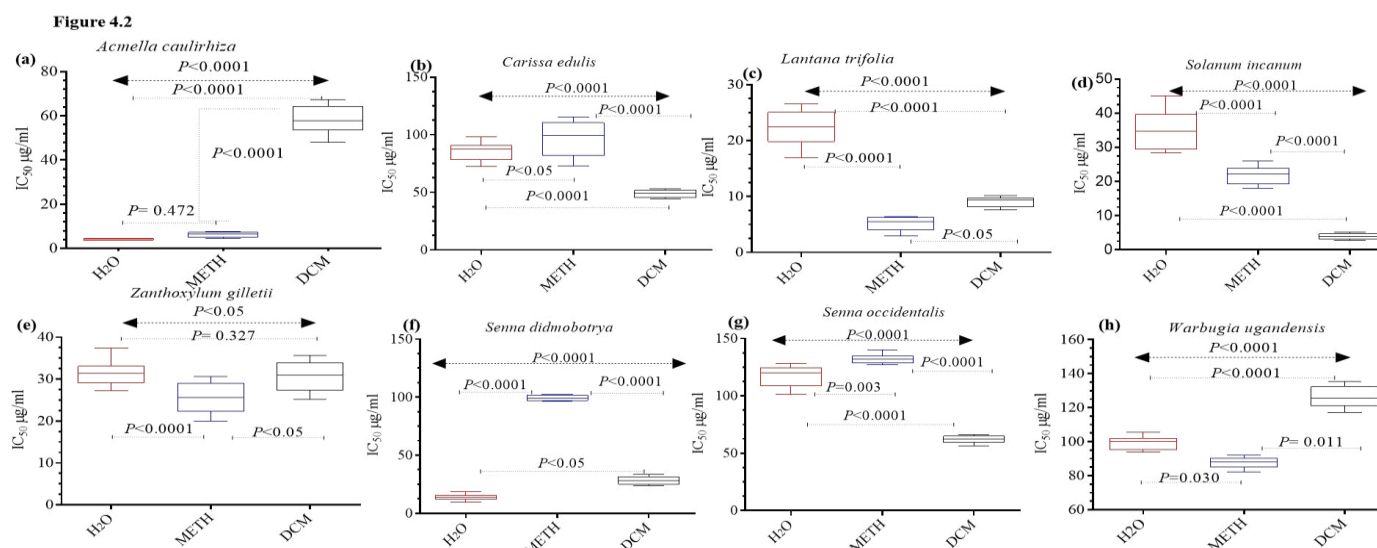 Figure 4.2
(a)
Acmella caulirhiza
P<0.0001
P<0.0001
P<0.0001
P= 0.472
IC50 µg/ml
80
60
40
20
0
H2O
METH
DCM
(b)
Carissa edulis
P<0.0001
P<0.0001
P<0.05
P<0.0001
IC50 µg/ml
150
100
50
0
H2O
METH
DCM
(c)
Lantana trifolia
P<0.0001
P<0.0001
P<0.0001
P<0.05
IC50 µg/ml
30
20
10
0
H2O
METH
DCM
(d)
Solanum incanum
P<0.0001
P<0.0001
P<0.0001
P<0.0001
IC50 µg/ml
50
40
30
20
10
0
H2O
METH
DCM
(e)
Zanthoxylum gilletii
P<0.05
P= 0.327
P<0.0001
P<0.05
IC50 µg/ml
40
30
20
10
0
H2O
METH
DCM
(f)
Senna didmobotrya
P<0.0001
P<0.0001
P<0.0001
P<0.05
IC50 µg/ml
150
100
50
0
H2O
METH
DCM
(g)
Senna occidentalis
P<0.0001
P<0.0001
P=0.003
P<0.0001
IC50 µg/ml
150
100
50
0
H2O
METH
DCM
(h)
Warbugia ugandensis
P<0.0001
P<0.0001
P= 0.011
P=0.030
IC50 µg/ml
160
140
120
100
80
60
H2O
METH
DCM